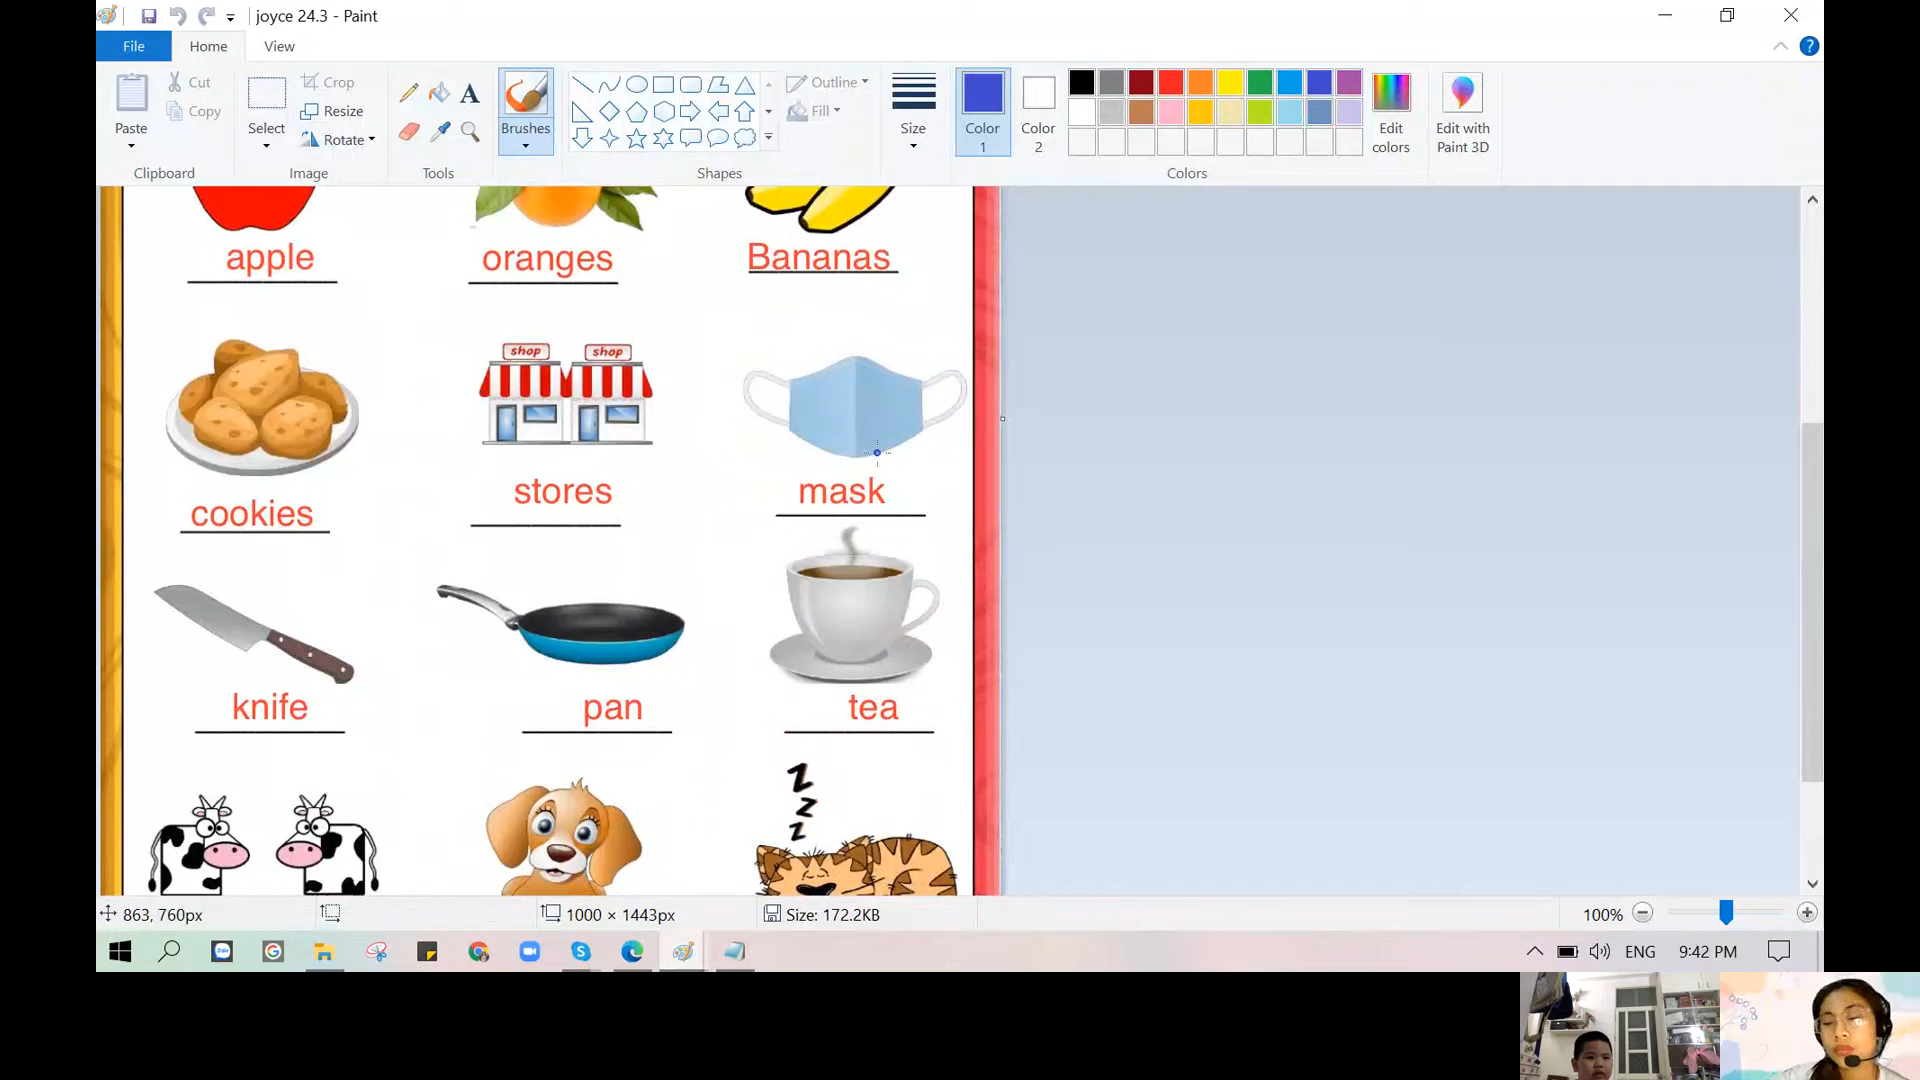 joyce 24.3 - Paint
File Home View
Paste
Cut
Copy
Clipboard
Select
Crop
Resize
Rotate
Image
Tools
Brushes
Shapes
Outline
Fill
Size
Color 1
Color 2
Colors
Edit colors
Edit with Paint 3D
apple oranges Bananas
shop shop
cookies stores mask
knife pan tea
Z
Z
Z
863, 760px 1000 × 1443px Size: 172.2KB 100%
Zalo G S ENG 9:42 PM